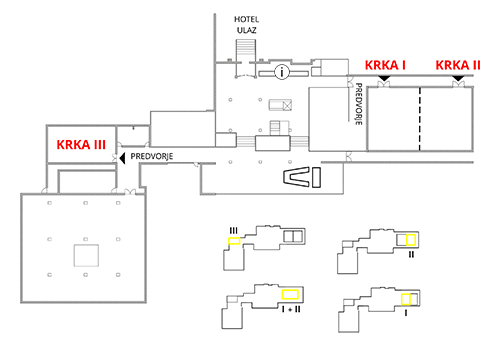 HOTEL
ULAZ
i
KRKA I
KRKA II
PREDVORJE
KRKA III
PREDVORJE
III
II
I + II
I